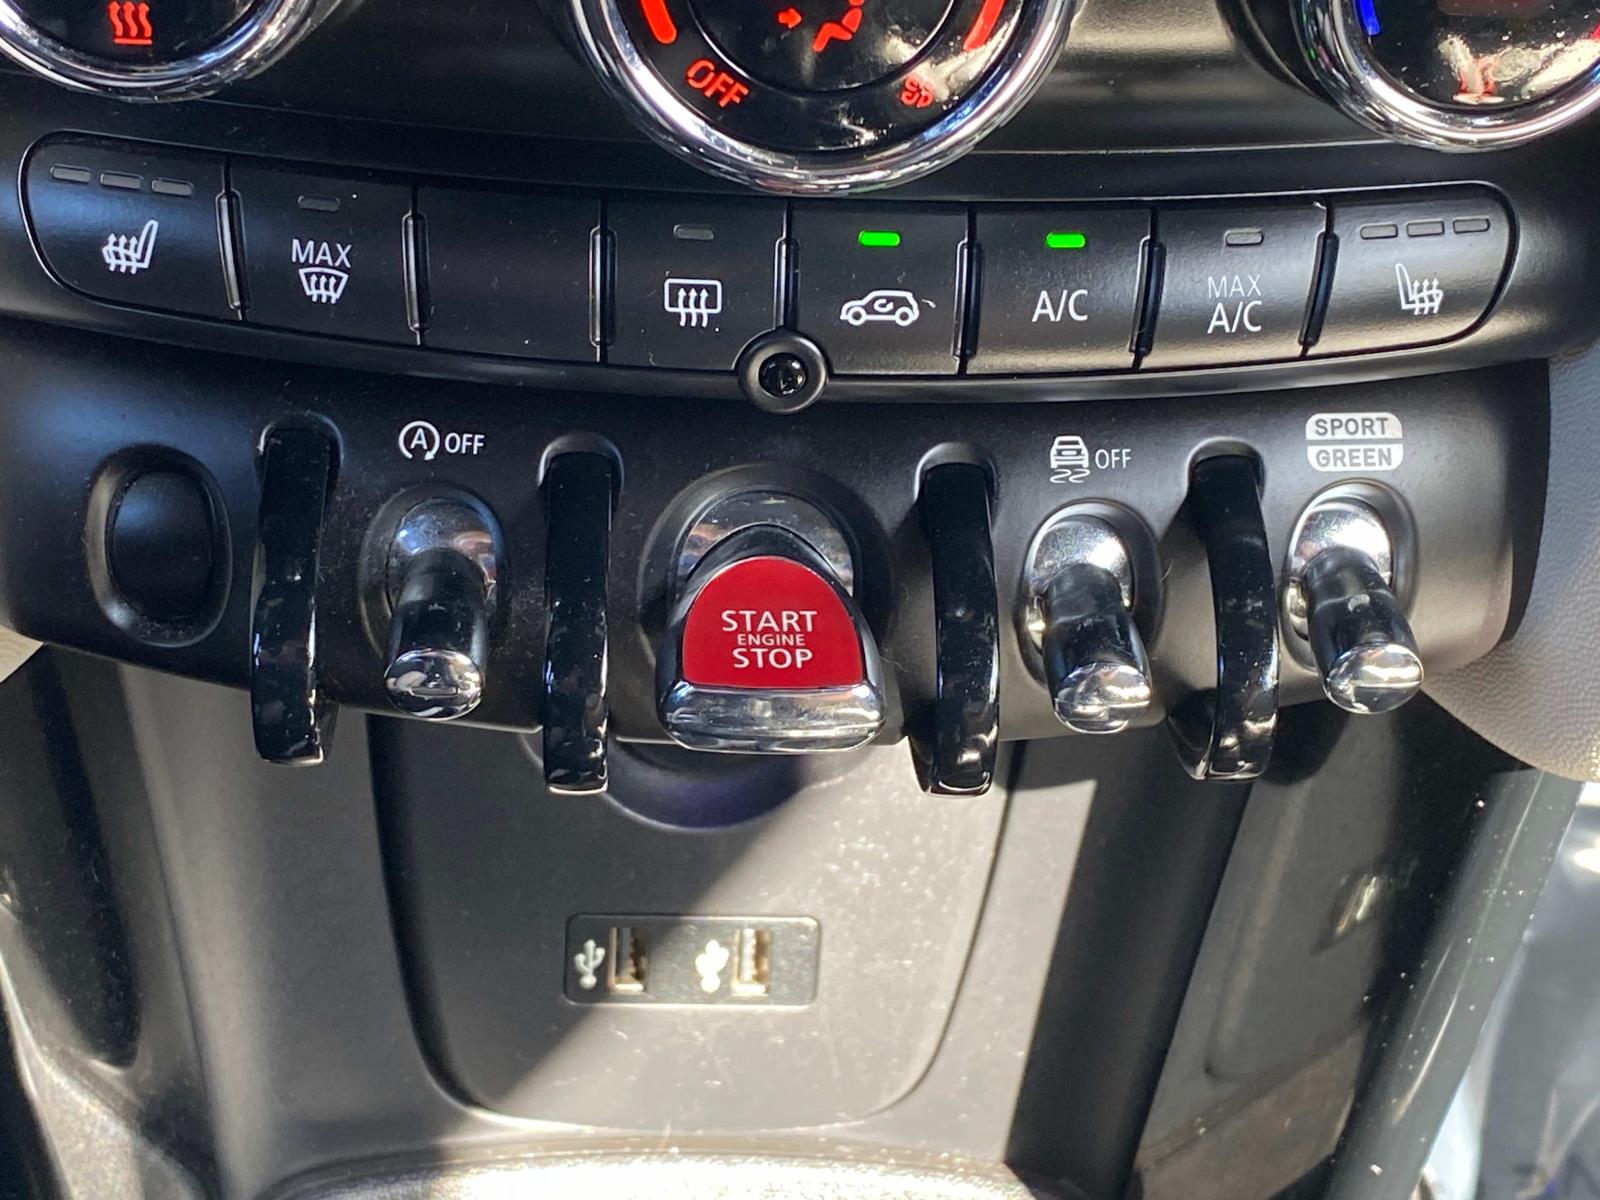 OFF
MAX
A/C
MAX
A/C
A OFF
OFF
SPORT
GREEN
START
ENGINE
STOP